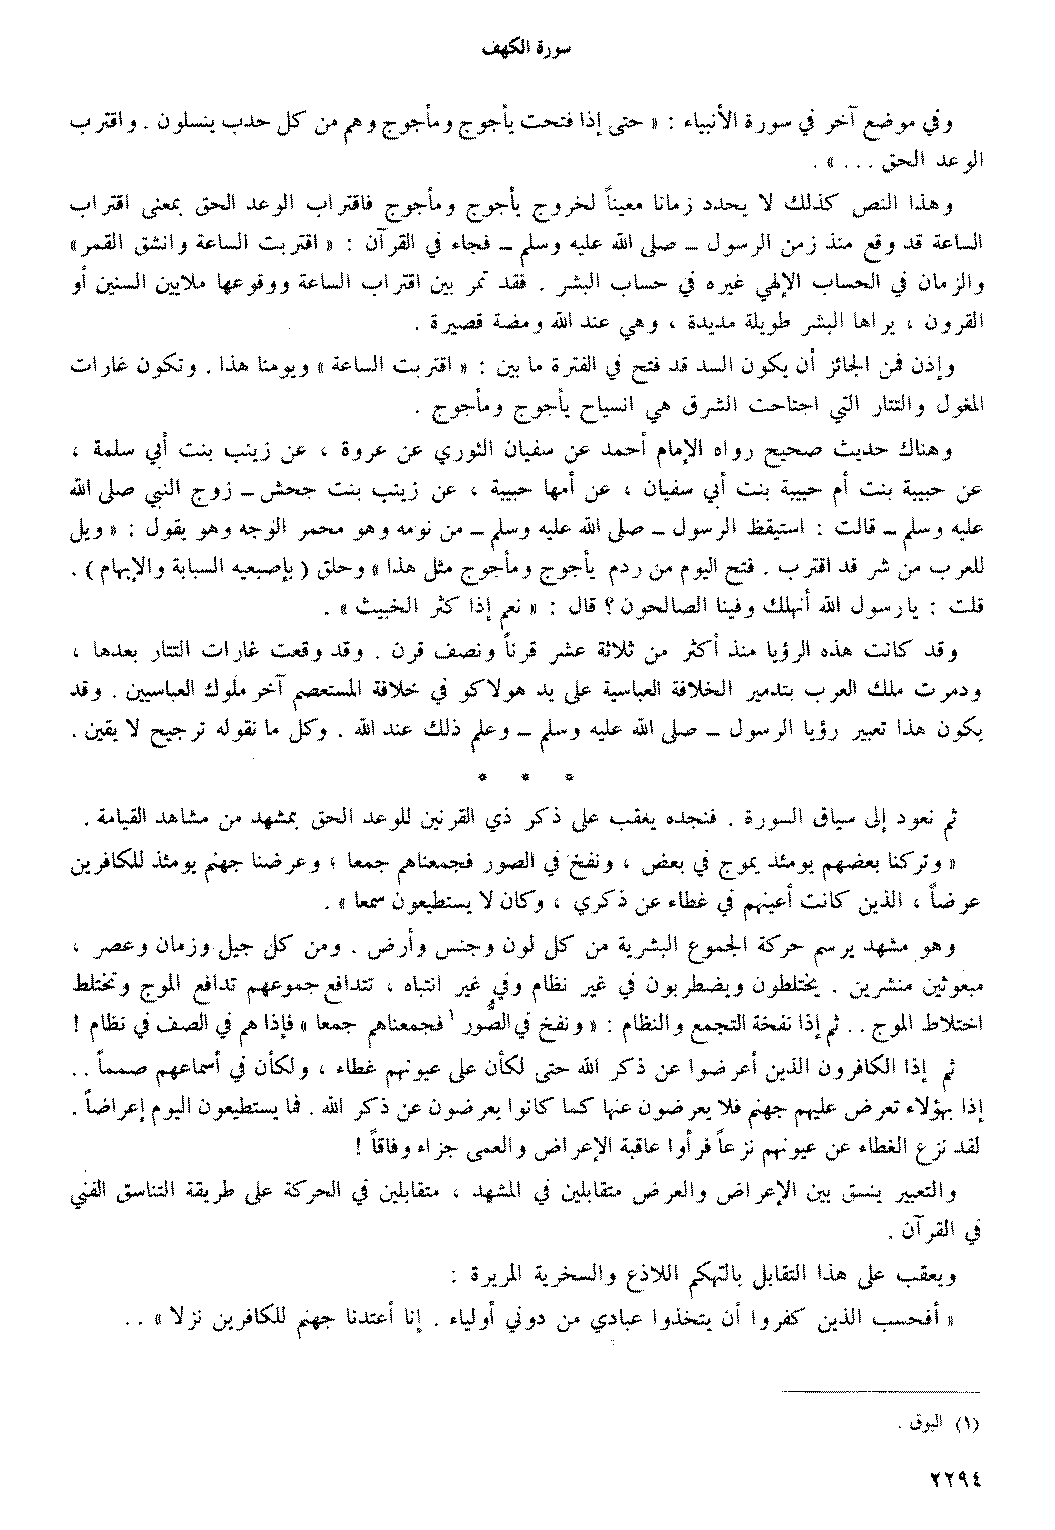 سورة الكهف
وفي موضع آخر في سورة الأنبياء : « حتى إذا فتحت يأجوج ومأجوج وهم من كل حدب ينسلون . واقترب
الوعد الحق ... » .
وهذا النص كذلك لا يحدد زمانا معيناً لخروج يأجوج ومأجوج فاقتراب الوعد الحق بمعنى اقتراب
الساعة قد وقع منذ زمن الرسول ــ صلى الله عليه وسلم ــ فجاء في القرآن : « اقتربت الساعة وانشق القمر»
والزمان في الحساب الإلهي غيره في حساب البشر . فقد تمر بين اقتراب الساعة ووقوعها ملايين السنين أو
القرون ، يراها البشر طويلة مديدة ، وهي عند الله ومضة قصيرة .
وإذن فمن الجائز أن يكون السد قد فتح في الفترة ما بين : « اقتربت الساعة » ويومنا هذا . وتكون غارات
المغول والتتار التي اجتاحت الشرق هي انسياح يأجوج ومأجوج .
وهناك حديث صحيح رواه الإمام أحمد عن سفيان الثوري عن عروة ، عن زينب بنت أبي سلمة ،
عن حبيبة بنت أم حبيبة بنت أبي سفيان ، عن أمها حبيبة ، عن زينب بنت جحش ــ زوج النبي صلى الله
عليه وسلم ــ قالت : استيقظ الرسول ــ صلى الله عليه وسلم ــ من نومه وهو محمر الوجه وهو يقول : « ويل
للعرب من شر قد اقترب . فتح اليوم من ردم يأجوج ومأجوج مثل هذا » وحلق ( بإصبعيه السبابة والإبهام ) .
قلت : يارسول الله أنهلك وفينا الصالحون ؟ قال : « نعم إذا كثر الخبيث » .
وقد كانت هذه الرؤيا منذ أكثر من ثلاثة عشر قرناً ونصف قرن . وقد وقعت غارات التتار بعدها ،
ودمرت ملك العرب بتدمير الخلافة العباسية على يد هولاكو في خلافة المستعصم آخر ملوك العباسيين . وقد
يكون هذا تعبير رؤيا الرسول ــ صلى الله عليه وسلم ــ وعلم ذلك عند الله . وكل ما نقوله ترجيح لا يقين .
* * *
ثم نعود إلى سياق السورة . فنجده يعقب على ذكر ذي القرنين للوعد الحق بمشهد من مشاهد القيامة .
« وتركنا بعضهم يومئذ يموج في بعض ، ونفخ في الصور فجمعناهم جمعا ؛ وعرضنا جهنم يومئذ للكافرين
عرضاً ، الذين كانت أعينهم في غطاء عن ذكري ، وكان لا يستطيعون سمعا » .
وهو مشهد يرسم حركة الجموع البشرية من كل لون وجنس وأرض . ومن كل جيل وزمان وعصر ،
مبعوثين منشرين . يختلطون ويضطربون في غير نظام وفي غير انتباه ، تتدافع جموعهم تدافع الموج وتختلط
اختلاط الموج .. ثم إذا نفخة التجمع والنظام : « ونفخ في الصُّور ١ فجمعناهم جمعا » فإذا هم في الصف في نظام !
ثم إذا الكافرون الذين أعرضوا عن ذكر الله حتى لكأن على عيونهم غطاء ، ولكأن في أسماعهم صمماً ..
إذا بهؤلاء تعرض عليهم جهنم فلا يعرضون عنها كما كانوا يعرضون عن ذكر الله . فما يستطيعون اليوم إعراضاً .
لقد نزع الغطاء عن عيونهم نزعاً فرأوا عاقبة الإعراض والعمى جزاء وفاقاً !
والتعبير ينسق بين الإعراض والعرض متقابلين في المشهد ، متقابلين في الحركة على طريقة التناسق الفني
في القرآن .
ويعقب على هذا التقابل بالتهكم اللاذع والسخرية المريرة :
« أفحسب الذين كفروا أن يتخذوا عبادي من دوني أولياء . إنا أعتدنا جهنم للكافرين نزلا » ..
(١) البوق .
٢٢٩٤